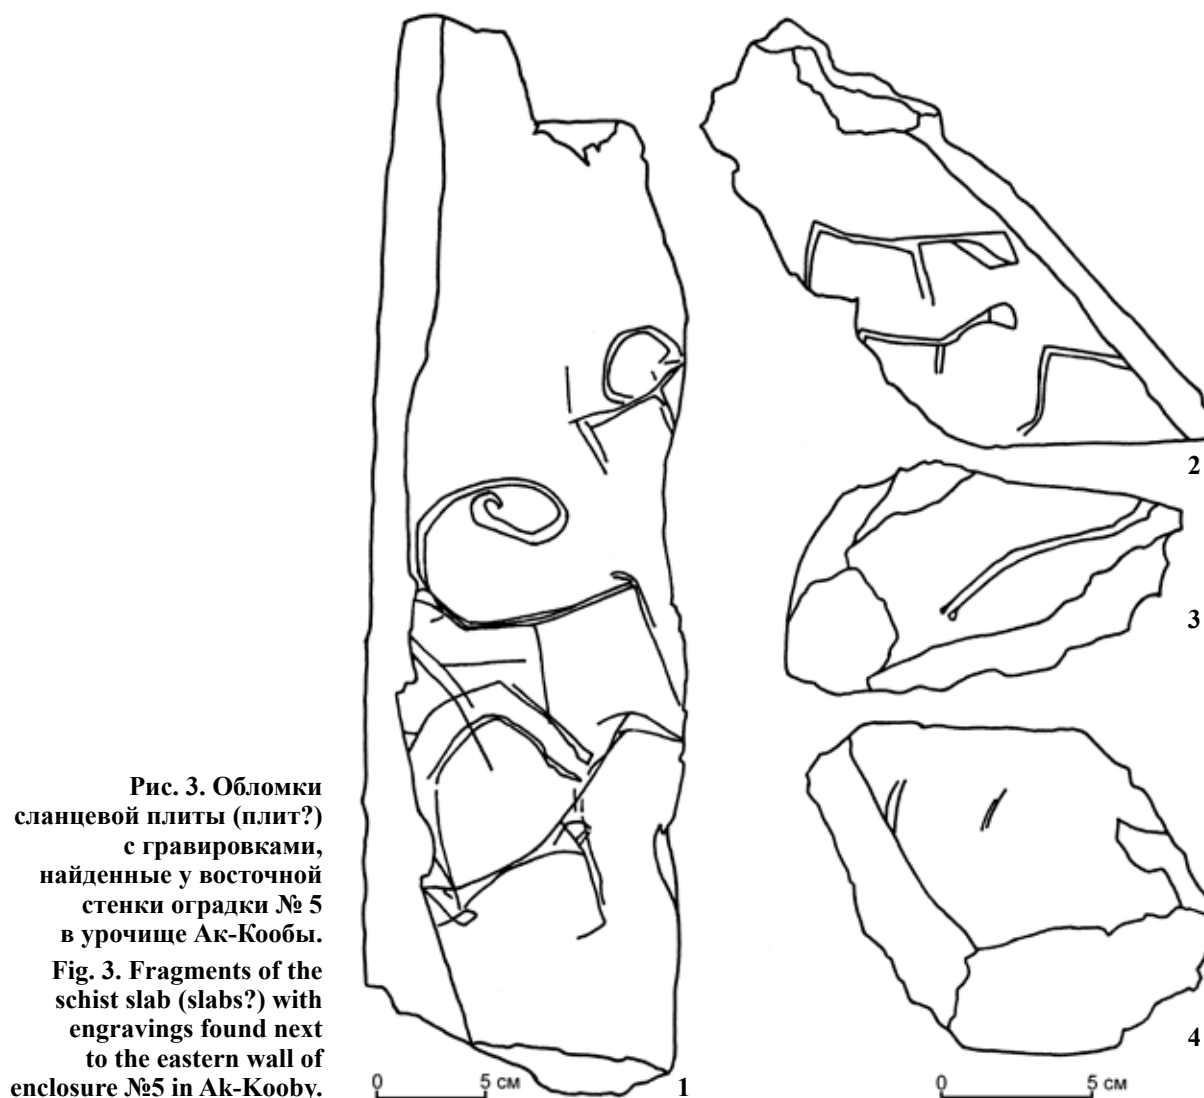 Рис. 3. Обломки
сланцевой плиты (плит?)
с гравировками,
найденные у восточной
стенки оградки № 5
в урочище Ак-Кообы.
Fig. 3. Fragments of the
schist slab (slabs?) with
engravings found next
to the eastern wall of
enclosure №5 in Ak-Kooby.
0 5 см
1
2
3
4
0 5 см